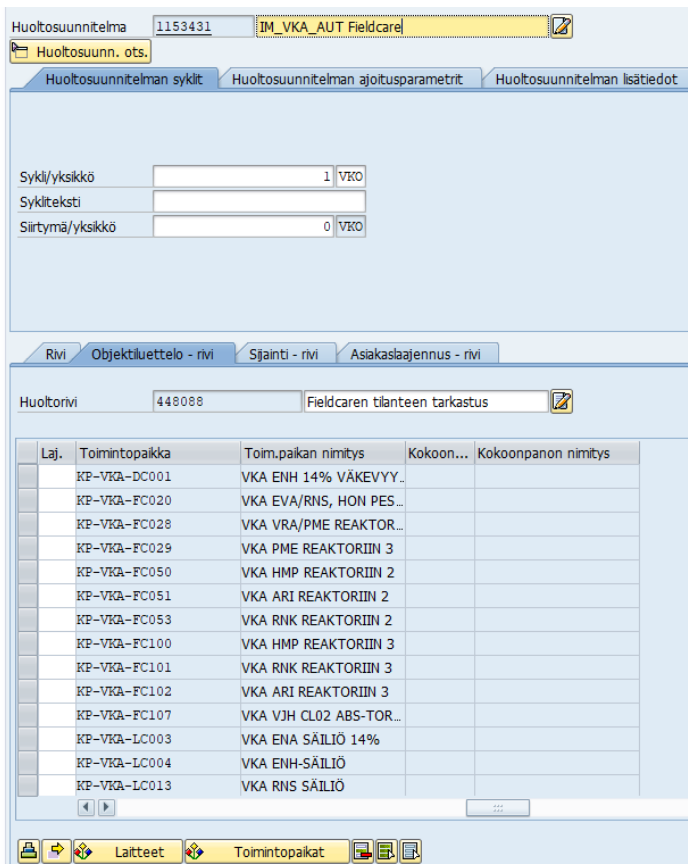 Huoltosuunnitelma 1153431 IM_VKA_AUT Fieldcare
Huoltosuunn. ots.
Huoltosuunnitelman syklit Huoltosuunnitelman ajoitusparametrit Huoltosuunnitelman lisätiedot
Sykli/yksikkö 1 VKO
Sykliteksti
Siirtymä/yksikkö 0 VKO
Rivi Objektiluettelo - rivi Sijainti - rivi Asiakaslaajennus - rivi
Huoltorivi 448088 Fieldcaren tilanteen tarkastus
Laj. Toimintopaikka Toim.paikan nimitys Kokoon... Kokoonpanon nimitys
KP-VKA-DC001 VKA ENH 14% VÄKEVYY...
KP-VKA-FC020 VKA EVA/RNS, HON PES...
KP-VKA-FC028 VKA VRA/PME REAKTOR...
KP-VKA-FC029 VKA PME REAKTORIIN 3
KP-VKA-FC050 VKA HMP REAKTORIIN 2
KP-VKA-FC051 VKA ARI REAKTORIIN 2
KP-VKA-FC053 VKA RNK REAKTORIIN 2
KP-VKA-FC100 VKA HMP REAKTORIIN 3
KP-VKA-FC101 VKA RNK REAKTORIIN 3
KP-VKA-FC102 VKA ARI REAKTORIIN 3
KP-VKA-FC107 VKA VJH CL02 ABS-TOR...
KP-VKA-LC003 VKA ENA SÄILIÖ 14%
KP-VKA-LC004 VKA ENH-SÄILIÖ
KP-VKA-LC013 VKA RNS SÄILIÖ
Laitteet Toimintopaikat